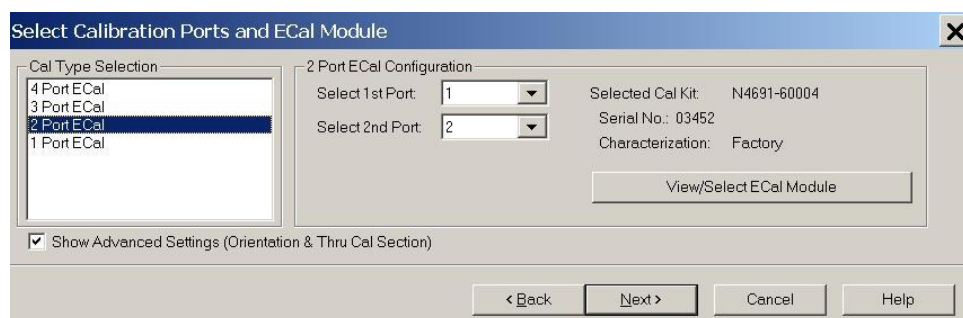 Select Calibration Ports and ECal Module
Cal Type Selection
4 Port ECal
3 Port ECal
2 Port ECal
1 Port ECal
2 Port ECal Configuration
Select 1st Port: 1
Select 2nd Port: 2
Selected Cal Kit: N4691-60004
Serial No.: 03452
Characterization: Factory
View/Select ECal Module
Show Advanced Settings (Orientation & Thru Cal Section)
< Back Next > Cancel Help